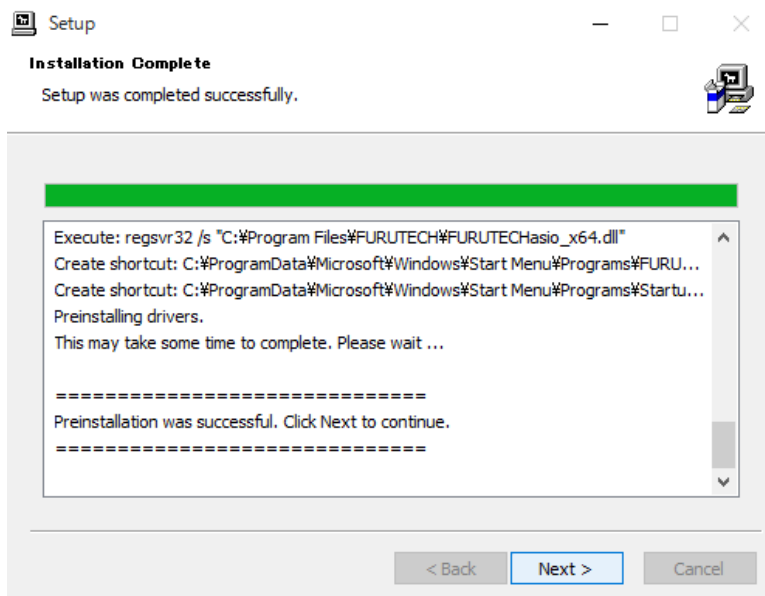 Setup
Installation Complete
Setup was completed successfully.
Execute: regsvr32 /s "C:¥Program Files¥FURUTECH¥FURUTECHasio_x64.dll"
Create shortcut: C:¥ProgramData¥Microsoft¥Windows¥Start Menu¥Programs¥FURU...
Create shortcut: C:¥ProgramData¥Microsoft¥Windows¥Start Menu¥Programs¥Startu...
Preinstalling drivers.
This may take some time to complete. Please wait ...
==============================
Preinstallation was successful. Click Next to continue.
==============================
< Back Next > Cancel